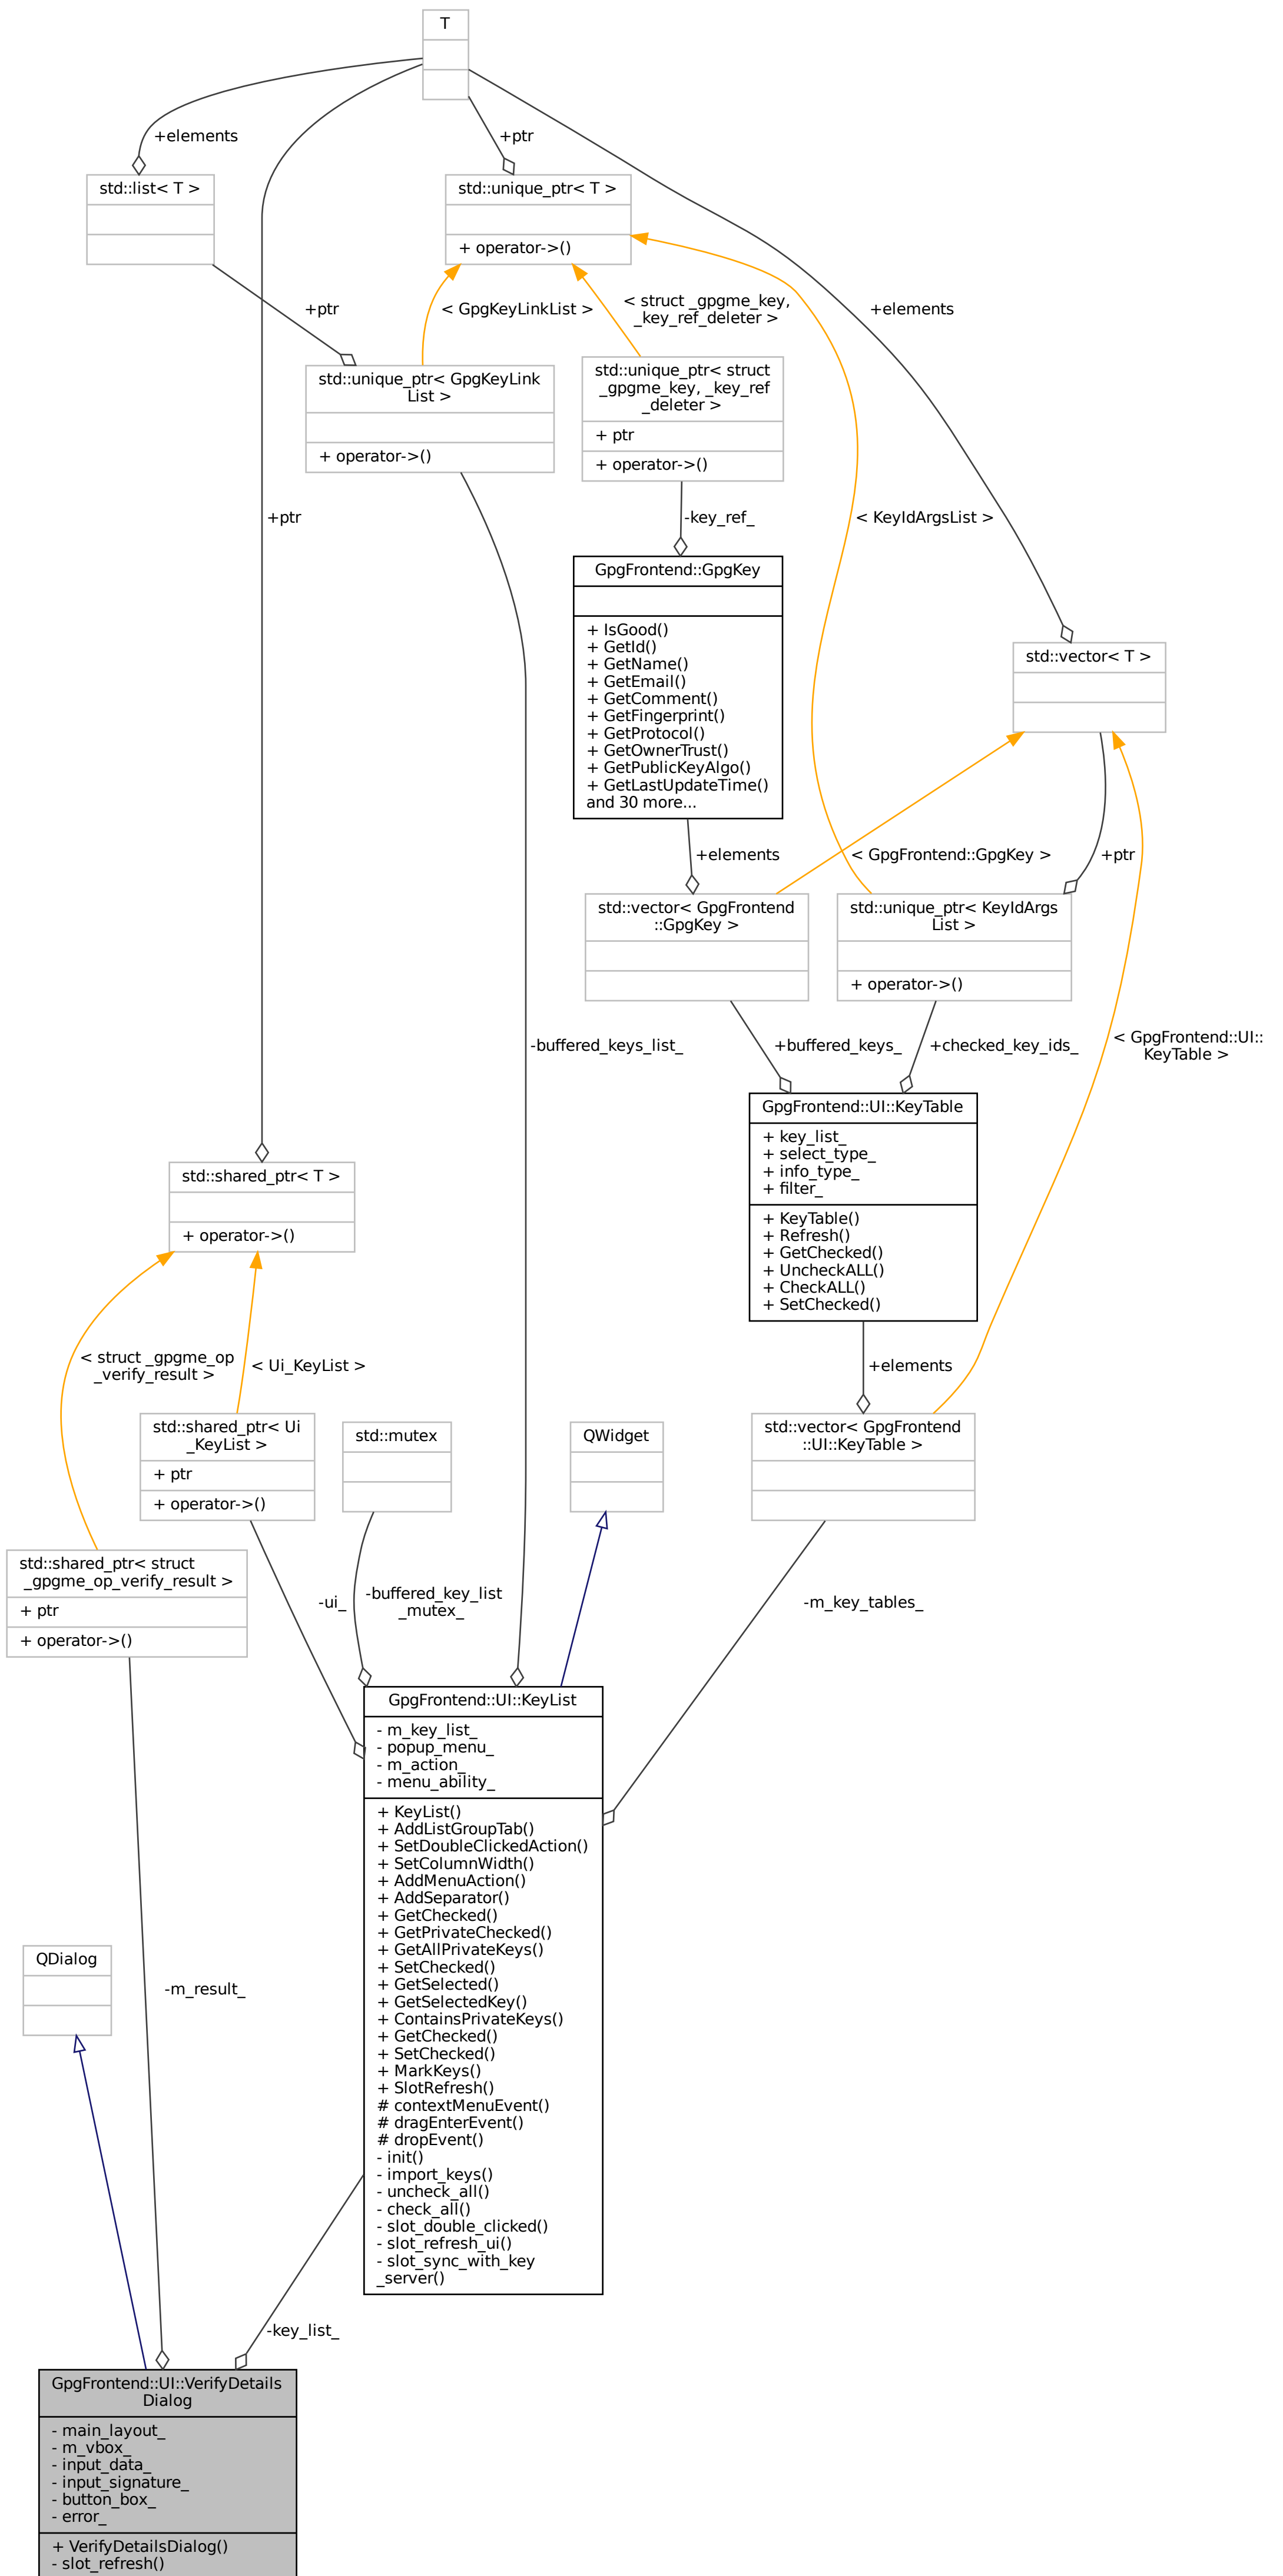 T
+elements
+ptr
std::list< T >
std::unique_ptr< T >
+ operator->()
+ptr
< GpgKeyLinkList >
< struct _gpgme_key,
_key_ref_deleter >
+elements
std::unique_ptr< GpgKeyLink
List >
+ operator->()
std::unique_ptr< struct
_gpgme_key, _key_ref
_deleter >
+ ptr
+ operator->()
+ptr
-key_ref_
< KeyIdArgsList >
GpgFrontend::GpgKey
+ IsGood()
+ GetId()
+ GetName()
+ GetEmail()
+ GetComment()
+ GetFingerprint()
+ GetProtocol()
+ GetOwnerTrust()
+ GetPublicKeyAlgo()
+ GetLastUpdateTime()
and 30 more...
std::vector< T >
+elements
< GpgFrontend::GpgKey >
+ptr
std::vector< GpgFrontend
::GpgKey >
std::unique_ptr< KeyIdArgs
List >
+ operator->()
-buffered_keys_list_
+buffered_keys_
+checked_key_ids_
< GpgFrontend::UI::
KeyTable >
GpgFrontend::UI::KeyTable
+ key_list_
+ select_type_
+ info_type_
+ filter_
+ KeyTable()
+ Refresh()
+ GetChecked()
+ UncheckALL()
+ CheckALL()
+ SetChecked()
std::shared_ptr< T >
+ operator->()
< struct _gpgme_op
_verify_result >
< Ui_KeyList >
+elements
std::shared_ptr< Ui
_KeyList >
+ ptr
+ operator->()
std::mutex
QWidget
std::vector< GpgFrontend
::UI::KeyTable >
std::shared_ptr< struct
_gpgme_op_verify_result >
+ ptr
+ operator->()
-ui_
-buffered_key_list
_mutex_
-m_key_tables_
GpgFrontend::UI::KeyList
- m_key_list_
- popup_menu_
- m_action_
- menu_ability_
+ KeyList()
+ AddListGroupTab()
+ SetDoubleClickedAction()
+ SetColumnWidth()
+ AddMenuAction()
+ AddSeparator()
+ GetChecked()
+ GetPrivateChecked()
+ GetAllPrivateKeys()
+ SetChecked()
+ GetSelected()
+ GetSelectedKey()
+ ContainsPrivateKeys()
+ GetChecked()
+ SetChecked()
+ MarkKeys()
+ SlotRefresh()
# contextMenuEvent()
# dragEnterEvent()
# dropEvent()
- init()
- import_keys()
- uncheck_all()
- check_all()
- slot_double_clicked()
- slot_refresh_ui()
- slot_sync_with_key
_server()
QDialog
-m_result_
-key_list_
GpgFrontend::UI::VerifyDetails
Dialog
- main_layout_
- m_vbox_
- input_data_
- input_signature_
- button_box_
- error_
+ VerifyDetailsDialog()
- slot_refresh()